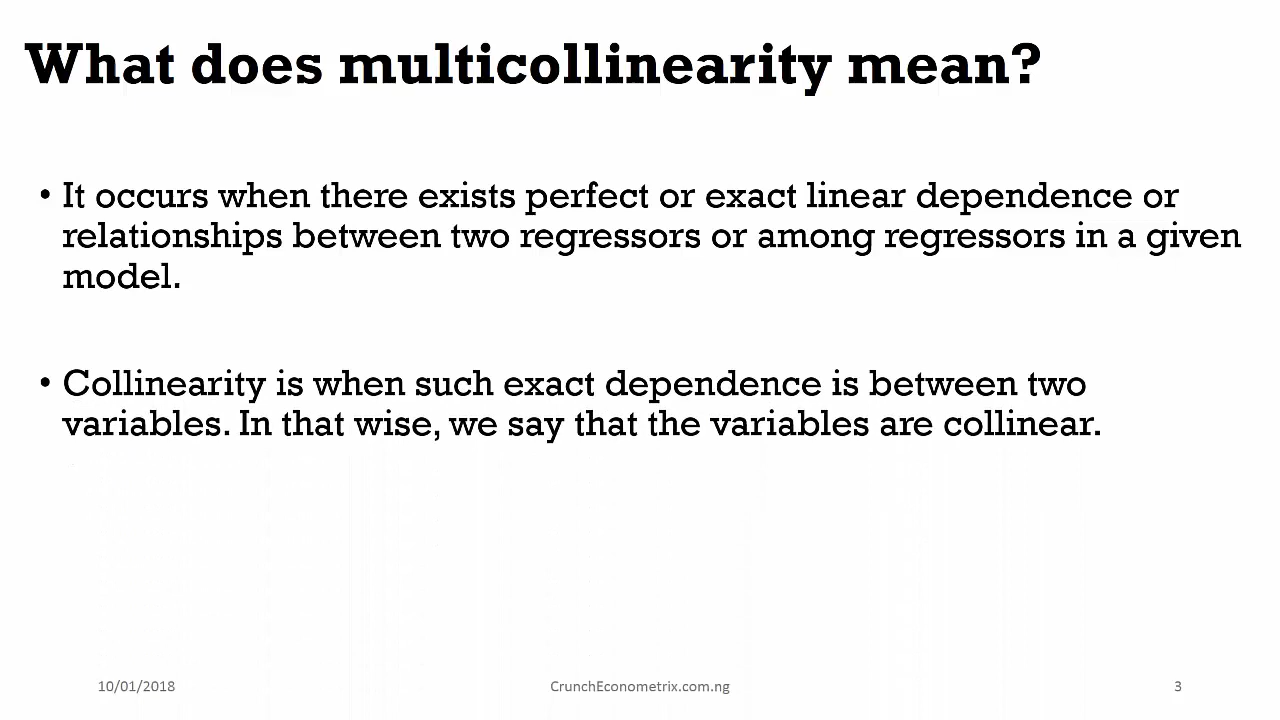 What does multicollinearity mean?
• It occurs when there exists perfect or exact linear dependence or
relationships between two regressors or among regressors in a given
model.
• Collinearity is when such exact dependence is between two
variables. In that wise, we say that the variables are collinear.
10/01/2018
CrunchEconometrix.com.ng
3